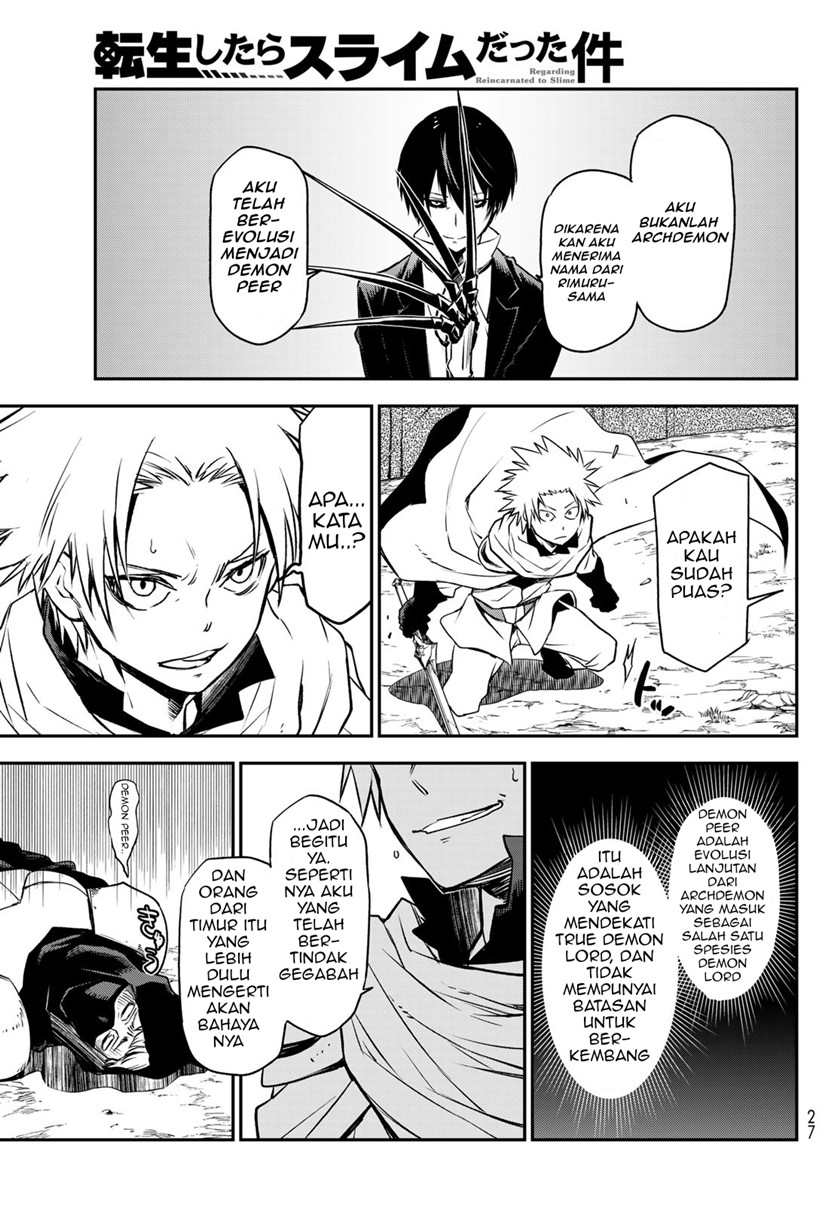 転生したらスライムだった件
Regarding
Reincarnated to Slime
AKU
BUKANLAH
ARCHDEMON
DIKARENA
KAN AKU
MENERIMA
NAMA DARI
RIMURU-
SAMA
AKU
TELAH
BER-
EVOLUSI
MENJADI
DEMON
PEER
APAKAH
KAU
SUDAH
PUAS?
ドッ
APA...
KATA
MU..?
DEMON
PEER
ADALAH
EVOLUSI
LANJUTAN
DARI
ARCHDEMON
YANG MASUK
SEBAGAI
SALAH SATU
SPESIES
DEMON
LORD
ITU
ADALAH
SOSOK
YANG
MENDEKATI
TRUE DEMON
LORD, DAN
TIDAK
MEMPUNYAI
BATASAN
UNTUK
BER-
KEMBANG
...JADI
BEGITU
YA.
SEPERTI
NYA AKU
YANG
TELAH
BER-
TINDAK
GEGABAH
DAN
ORANG
DARI
TIMUR ITU
YANG
LEBIH
DULU
MENGERTI
AKAN
BAHAYA
NYA
DEMON PEER..
きゅう
27